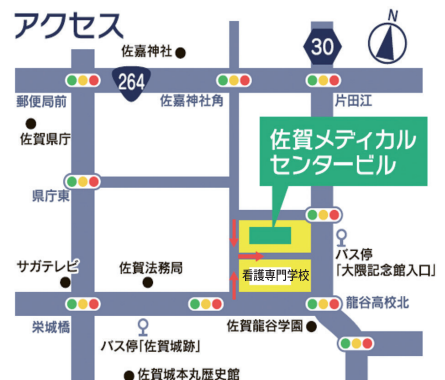 アクセス
N
佐嘉神社
30
264
郵便局前
佐嘉神社角
片田江
佐賀県庁
佐賀メディカル
センタービル
県庁東
バス停
「大隈記念館入口」
サガテレビ
佐賀法務局
看護専門学校
栄城橋
龍谷高校北
バス停「佐賀城跡」
佐賀龍谷学園
佐賀城本丸歴史館